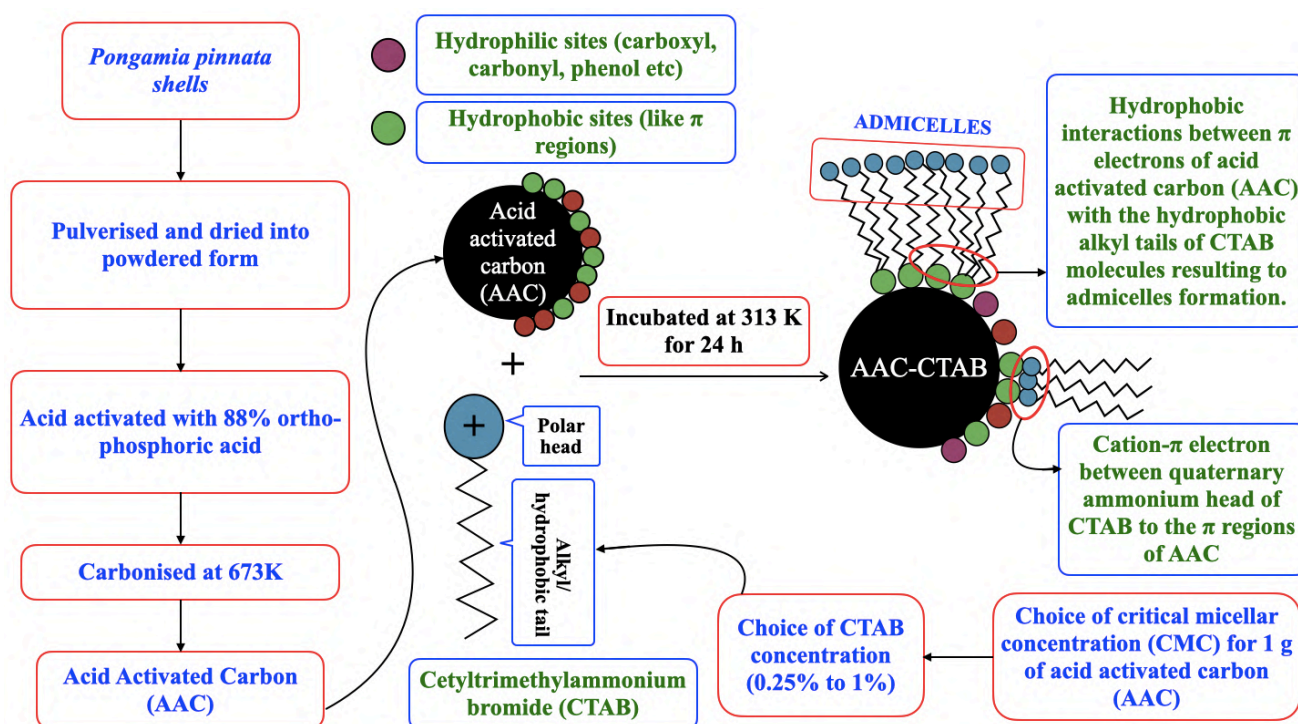 Pongamia pinnata
shells
Pulverised and dried into
powdered form
Acid activated with 88% ortho-
phosphoric acid
Carbonised at 673K
Acid Activated Carbon
(AAC)
Hydrophilic sites (carboxyl,
carbonyl, phenol etc)
Hydrophobic sites (like π
regions)
Acid
activated
carbon
(AAC)
+
+
Polar
head
Alkyl/
hydrophobic tail
Cetyltrimethylammonium
bromide (CTAB)
Incubated at 313 K
for 24 h
ADMICELLES
AAC-CTAB
Hydrophobic
interactions between π
electrons of acid
activated carbon (AAC)
with the hydrophobic
alkyl tails of CTAB
molecules resulting to
admicelles formation.
Cation-π electron
between quaternary
ammonium head of
CTAB to the π regions
of AAC
Choice of CTAB
concentration
(0.25% to 1%)
Choice of critical micellar
concentration (CMC) for 1 g
of acid activated carbon
(AAC)